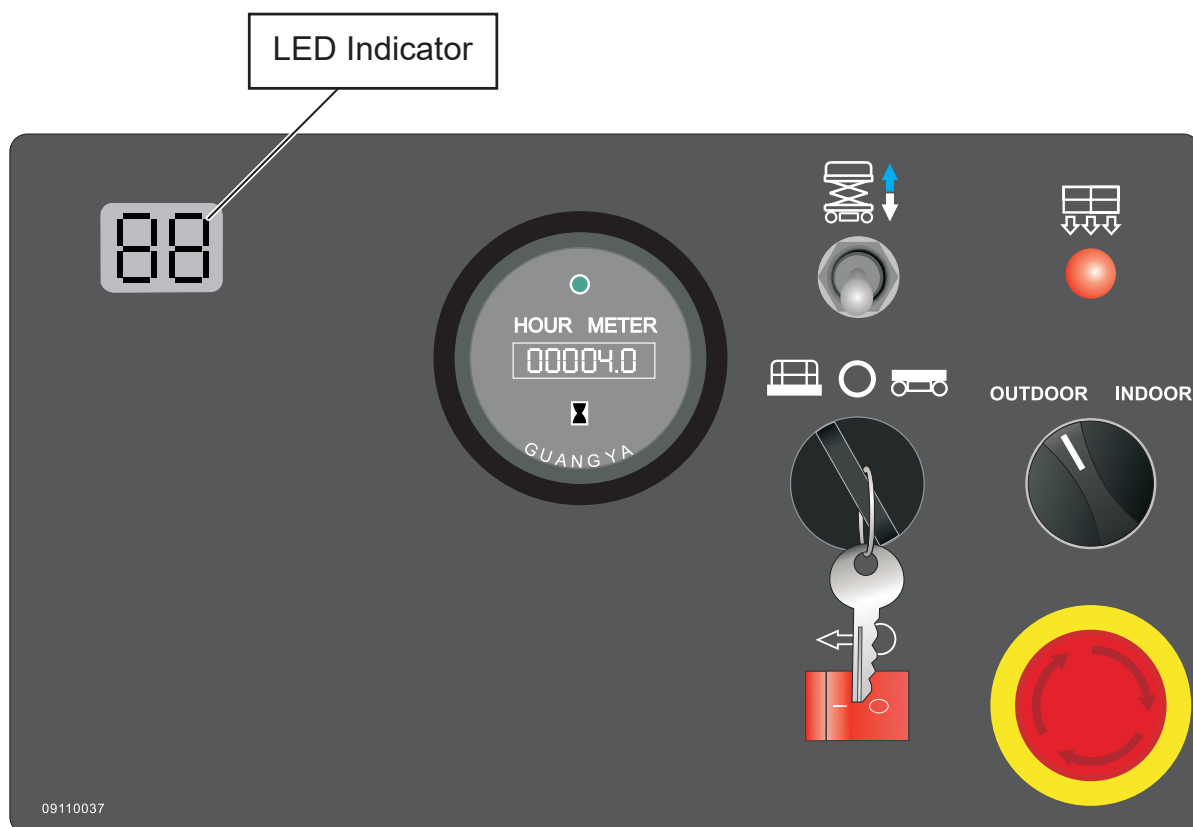 LED Indicator
88
HOUR METER
00004.0
GUANGYA
OUTDOOR INDOOR
09110037